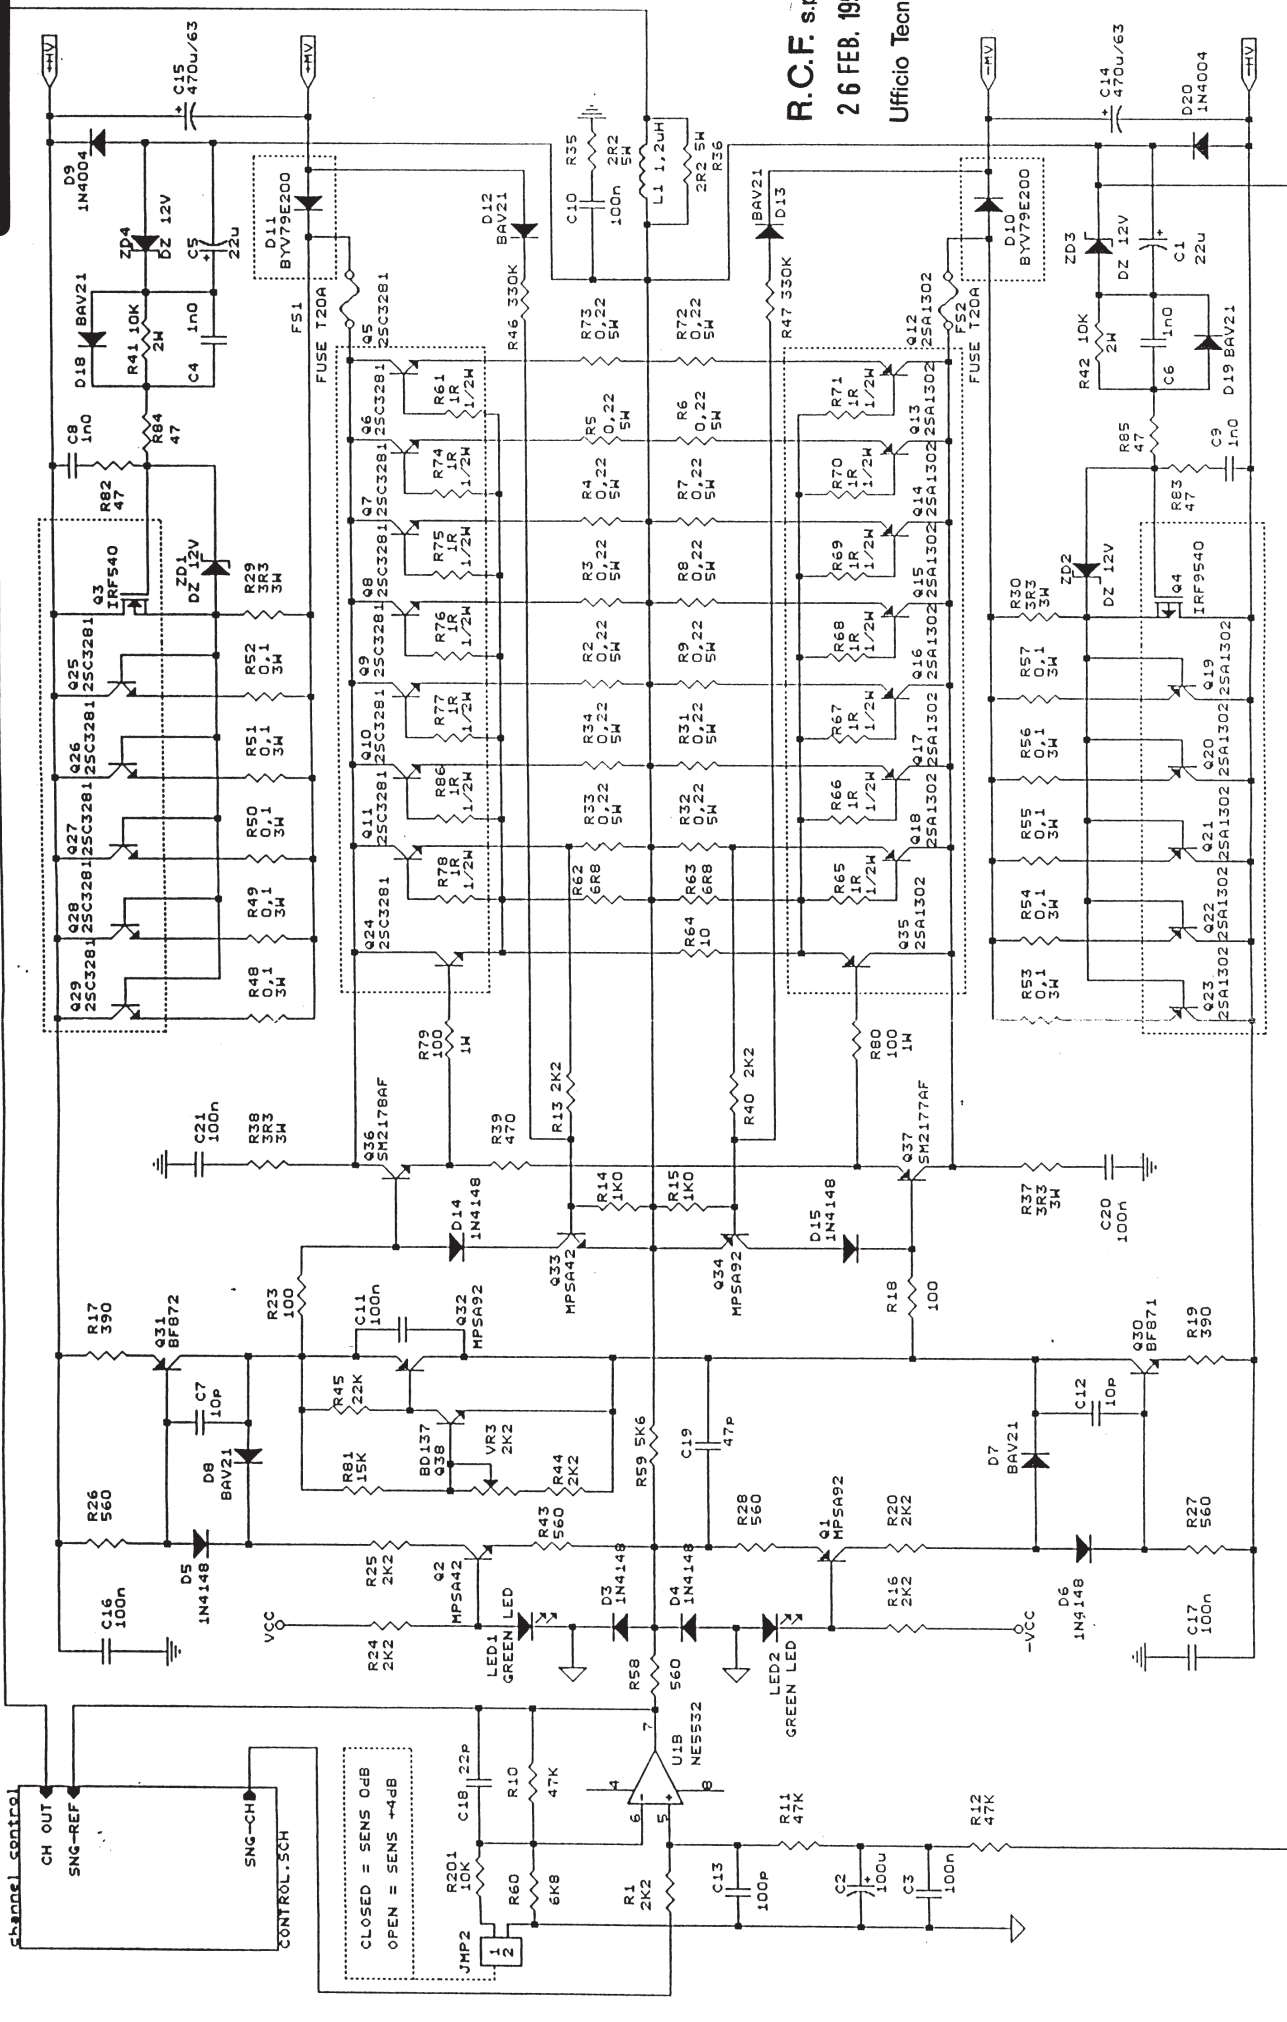 +HV
C15
470u/63
+MV
D9
1N4004
ZD4
DZ 12V
C5
22u
D11
BYV79E200
D18 BAV21
R41 10K
2W
C4 1n0
FS1
FUSE T20A
C8
1n0
R84
47
R82
47
D12
BAV21
R46 330K
R35
2R2
5W
C10
100n
L1 1,2uH
2R2 5W
R36
BAV21
D13
R47 330K
R.C.F. s.p
26 FEB. 19
Ufficio Tecn
-MV
C14
470u/63
-HV
D20
1N4004
D10
BYV79E200
ZD3
DZ 12V
C1
22u
FS2
FUSE T20A
R42 10K
2W
1n0
C6
D19 BAV21
R85
47
R83
47
C9
1n0
Q3
IRF540
ZD1
DZ 12V
R29
3R3
3W
Q25
2SC3281
R52
0,1
3W
Q26
2SC3281
R51
0,1
3W
Q27
2SC3281
R50
0,1
3W
Q28
2SC3281
R49
0,1
3W
Q29
2SC3281
R48
0,1
3W
Q5
2SC3281
R61
1R
1/2W
Q6
2SC3281
R74
1R
1/2W
Q7
2SC3281
R75
1R
1/2W
Q8
2SC3281
R76
1R
1/2W
Q9
2SC3281
R77
1R
1/2W
Q10
2SC3281
R86
1R
1/2W
Q11
2SC3281
R78
1R
1/2W
Q24
2SC3281
R73
0,22
5W
R72
0,22
5W
R5
0,22
5W
R6
0,22
5W
R4
0,22
5W
R7
0,22
5W
R3
0,22
5W
R8
0,22
5W
R2
0,22
5W
R9
0,22
5W
R34
0,22
5W
R31
0,22
5W
R33
0,22
5W
R32
0,22
5W
R62
6R8
R63
6R8
R64
10
Q12
2SA1302
R71
1R
1/2W
Q13
2SA1302
R70
1R
1/2W
Q14
2SA1302
R69
1R
1/2W
Q15
2SA1302
R68
1R
1/2W
Q16
2SA1302
R67
1R
1/2W
Q17
2SA1302
R66
1R
1/2W
Q18
2SA1302
R65
1R
1/2W
Q35
2SA1302
ZD2
DZ 12V
Q4
IRF9540
R30
3R3
3W
R57
0,1
3W
Q19
2SA1302
R56
0,1
3W
Q20
2SA1302
R55
0,1
3W
Q21
2SA1302
R54
0,1
3W
Q22
2SA1302
R53
0,1
3W
Q23
2SA1302
R79
100
1W
R13 2K2
R40 2K2
R80
100
1W
C21
100n
R38
3R3
3W
Q36
SM2178AF
R39
470
Q37
SM2177AF
R37
3R3
3W
C20
100n
D14
1N4148
R14
1K0
R15
1K0
Q33
MPSA42
Q34
MPSA92
D15
1N4148
R17
390
Q31
BF872
R23
100
C11
100n
Q32
MPSA92
R18
100
Q30
BF871
R19
390
C7
10p
D8
BAV21
R45
22K
R81
15K
BD137
Q38
VR3
2K2
R44
2K2
R59 5K6
C19
47p
D7
BAV21
C12
10p
R26
560
D5
1N4148
R25
2K2
Q2
MPSA42
R43
560
R28
560
Q1
MPSA92
R20
2K2
D6
1N4148
R27
560
C16
100n
VCC
R24
2K2
LED1
GREEN LED
D3
1N4148
D4
1N4148
LED2
GREEN LED
R16
2K2
-VCC
C17
100n
R58
560
channel control
CH OUT
SNG-REF
SNG-CH
CONTROL.SCH
CLOSED = SENS 0dB
OPEN = SENS +4dB
C18 22p
R10
47K
R201
10K
R60
6K8
JMP2
1
2
4
6
5
7
8
-
+
U1B
NE5532
R1
2K2
C13
100p
R11
47K
C2
100u
C3
100n
R12
47K